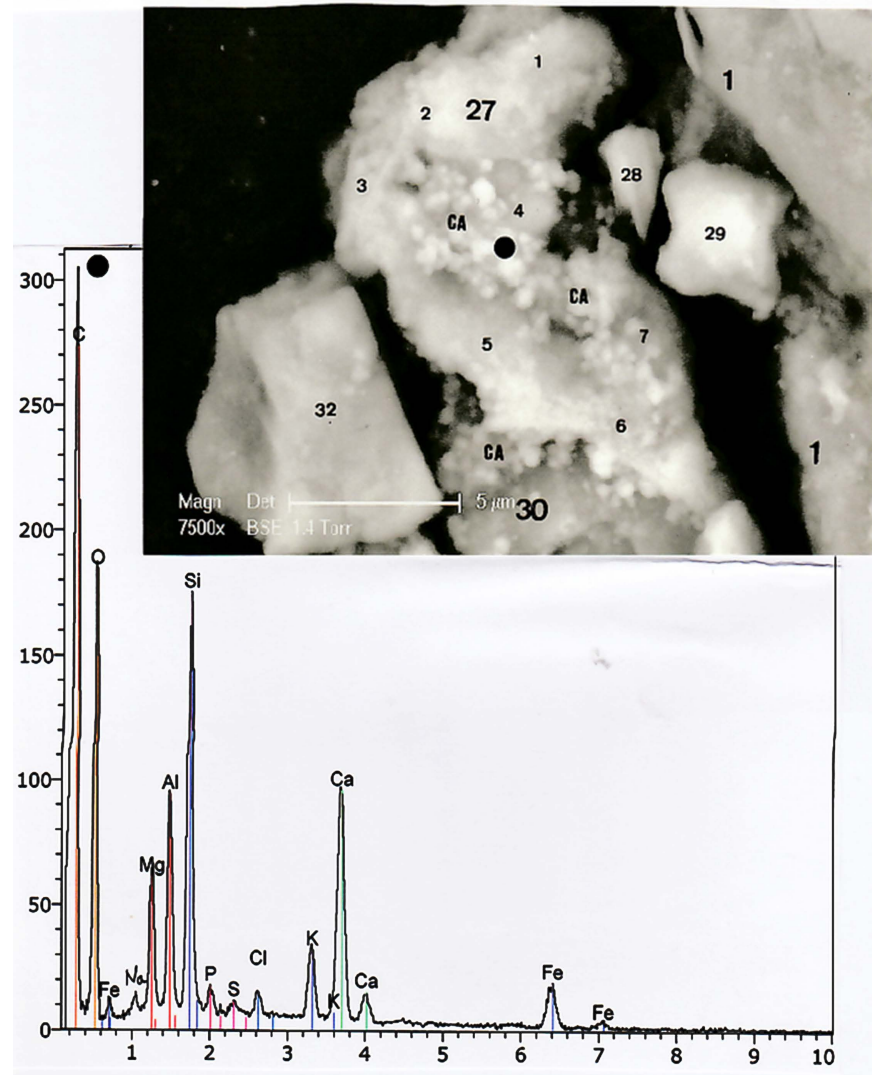 1
1
2
27
28
3
4
CA
29
CA
7
5
32
6
CA
1
Magn Det 5 µm
7500x BSE 1.4 Torr
30
300
C
250
200
O
Si
150
100
Al
Ca
Mg
50
K
Cl
P
Na
S
Fe
K
Ca
Fe
Fe
0
1 2 3 4 5 6 7 8 9 10